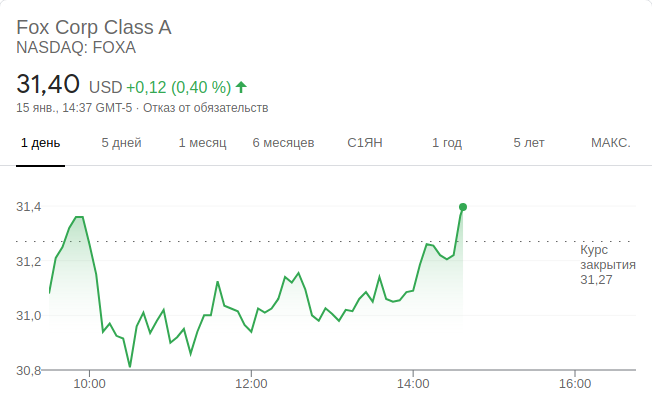 Fox Corp Class A
NASDAQ: FOXA
31,40 USD +0,12 (0,40 %)
15 янв., 14:37 GMT-5 · Отказ от обязательств
1 день 5 дней 1 месяц 6 месяцев С1ЯН 1 год 5 лет МАКС.
31,4
31,2
31,0
30,8
Курс
закрытия
31,27
10:00 12:00 14:00 16:00